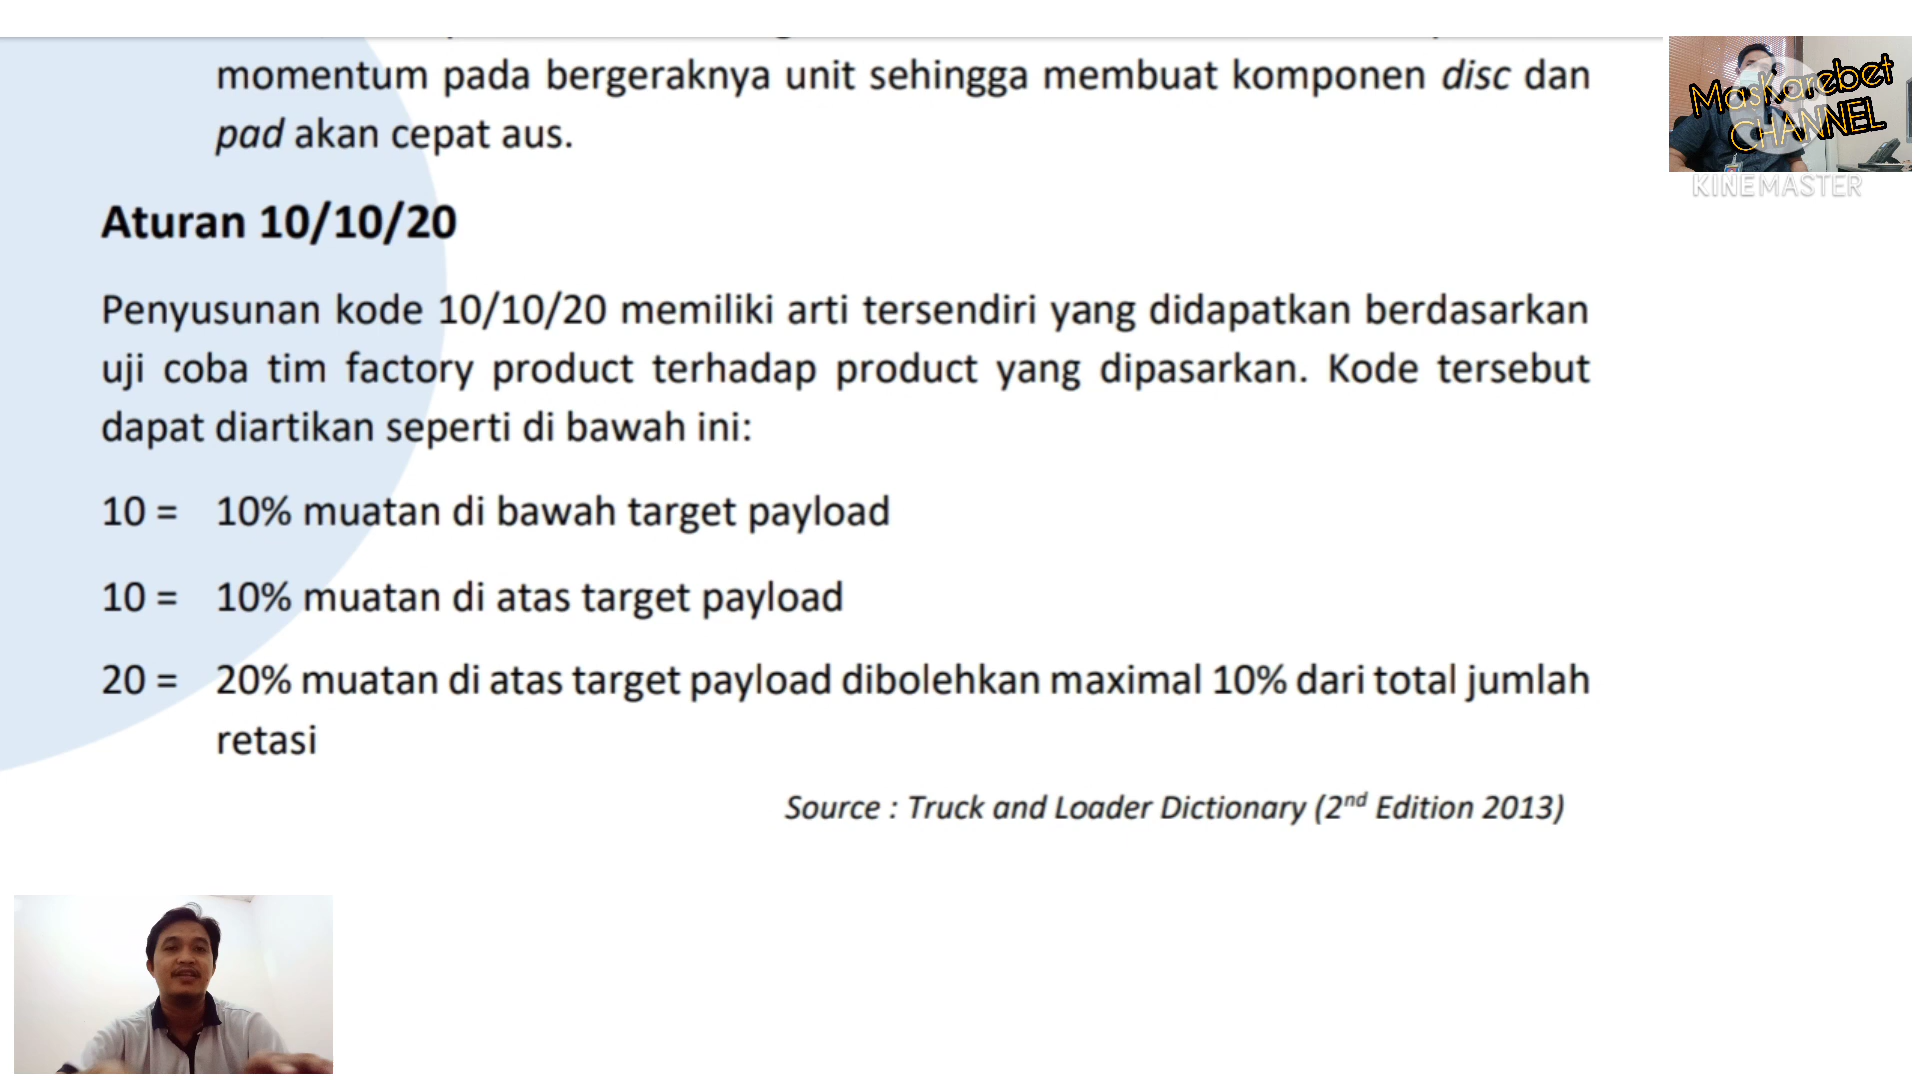 momentum pada bergeraknya unit sehingga membuat komponen disc dan
pad akan cepat aus.
Aturan 10/10/20
Penyusunan kode 10/10/20 memiliki arti tersendiri yang didapatkan berdasarkan
uji coba tim factory product terhadap product yang dipasarkan. Kode tersebut
dapat diartikan seperti di bawah ini:
10 = 10% muatan di bawah target payload
10 = 10% muatan di atas target payload
20 = 20% muatan di atas target payload dibolehkan maximal 10% dari total jumlah
retasi
Source : Truck and Loader Dictionary (2nd Edition 2013)
MasKarebet
CHANNEL
KINEMASTER